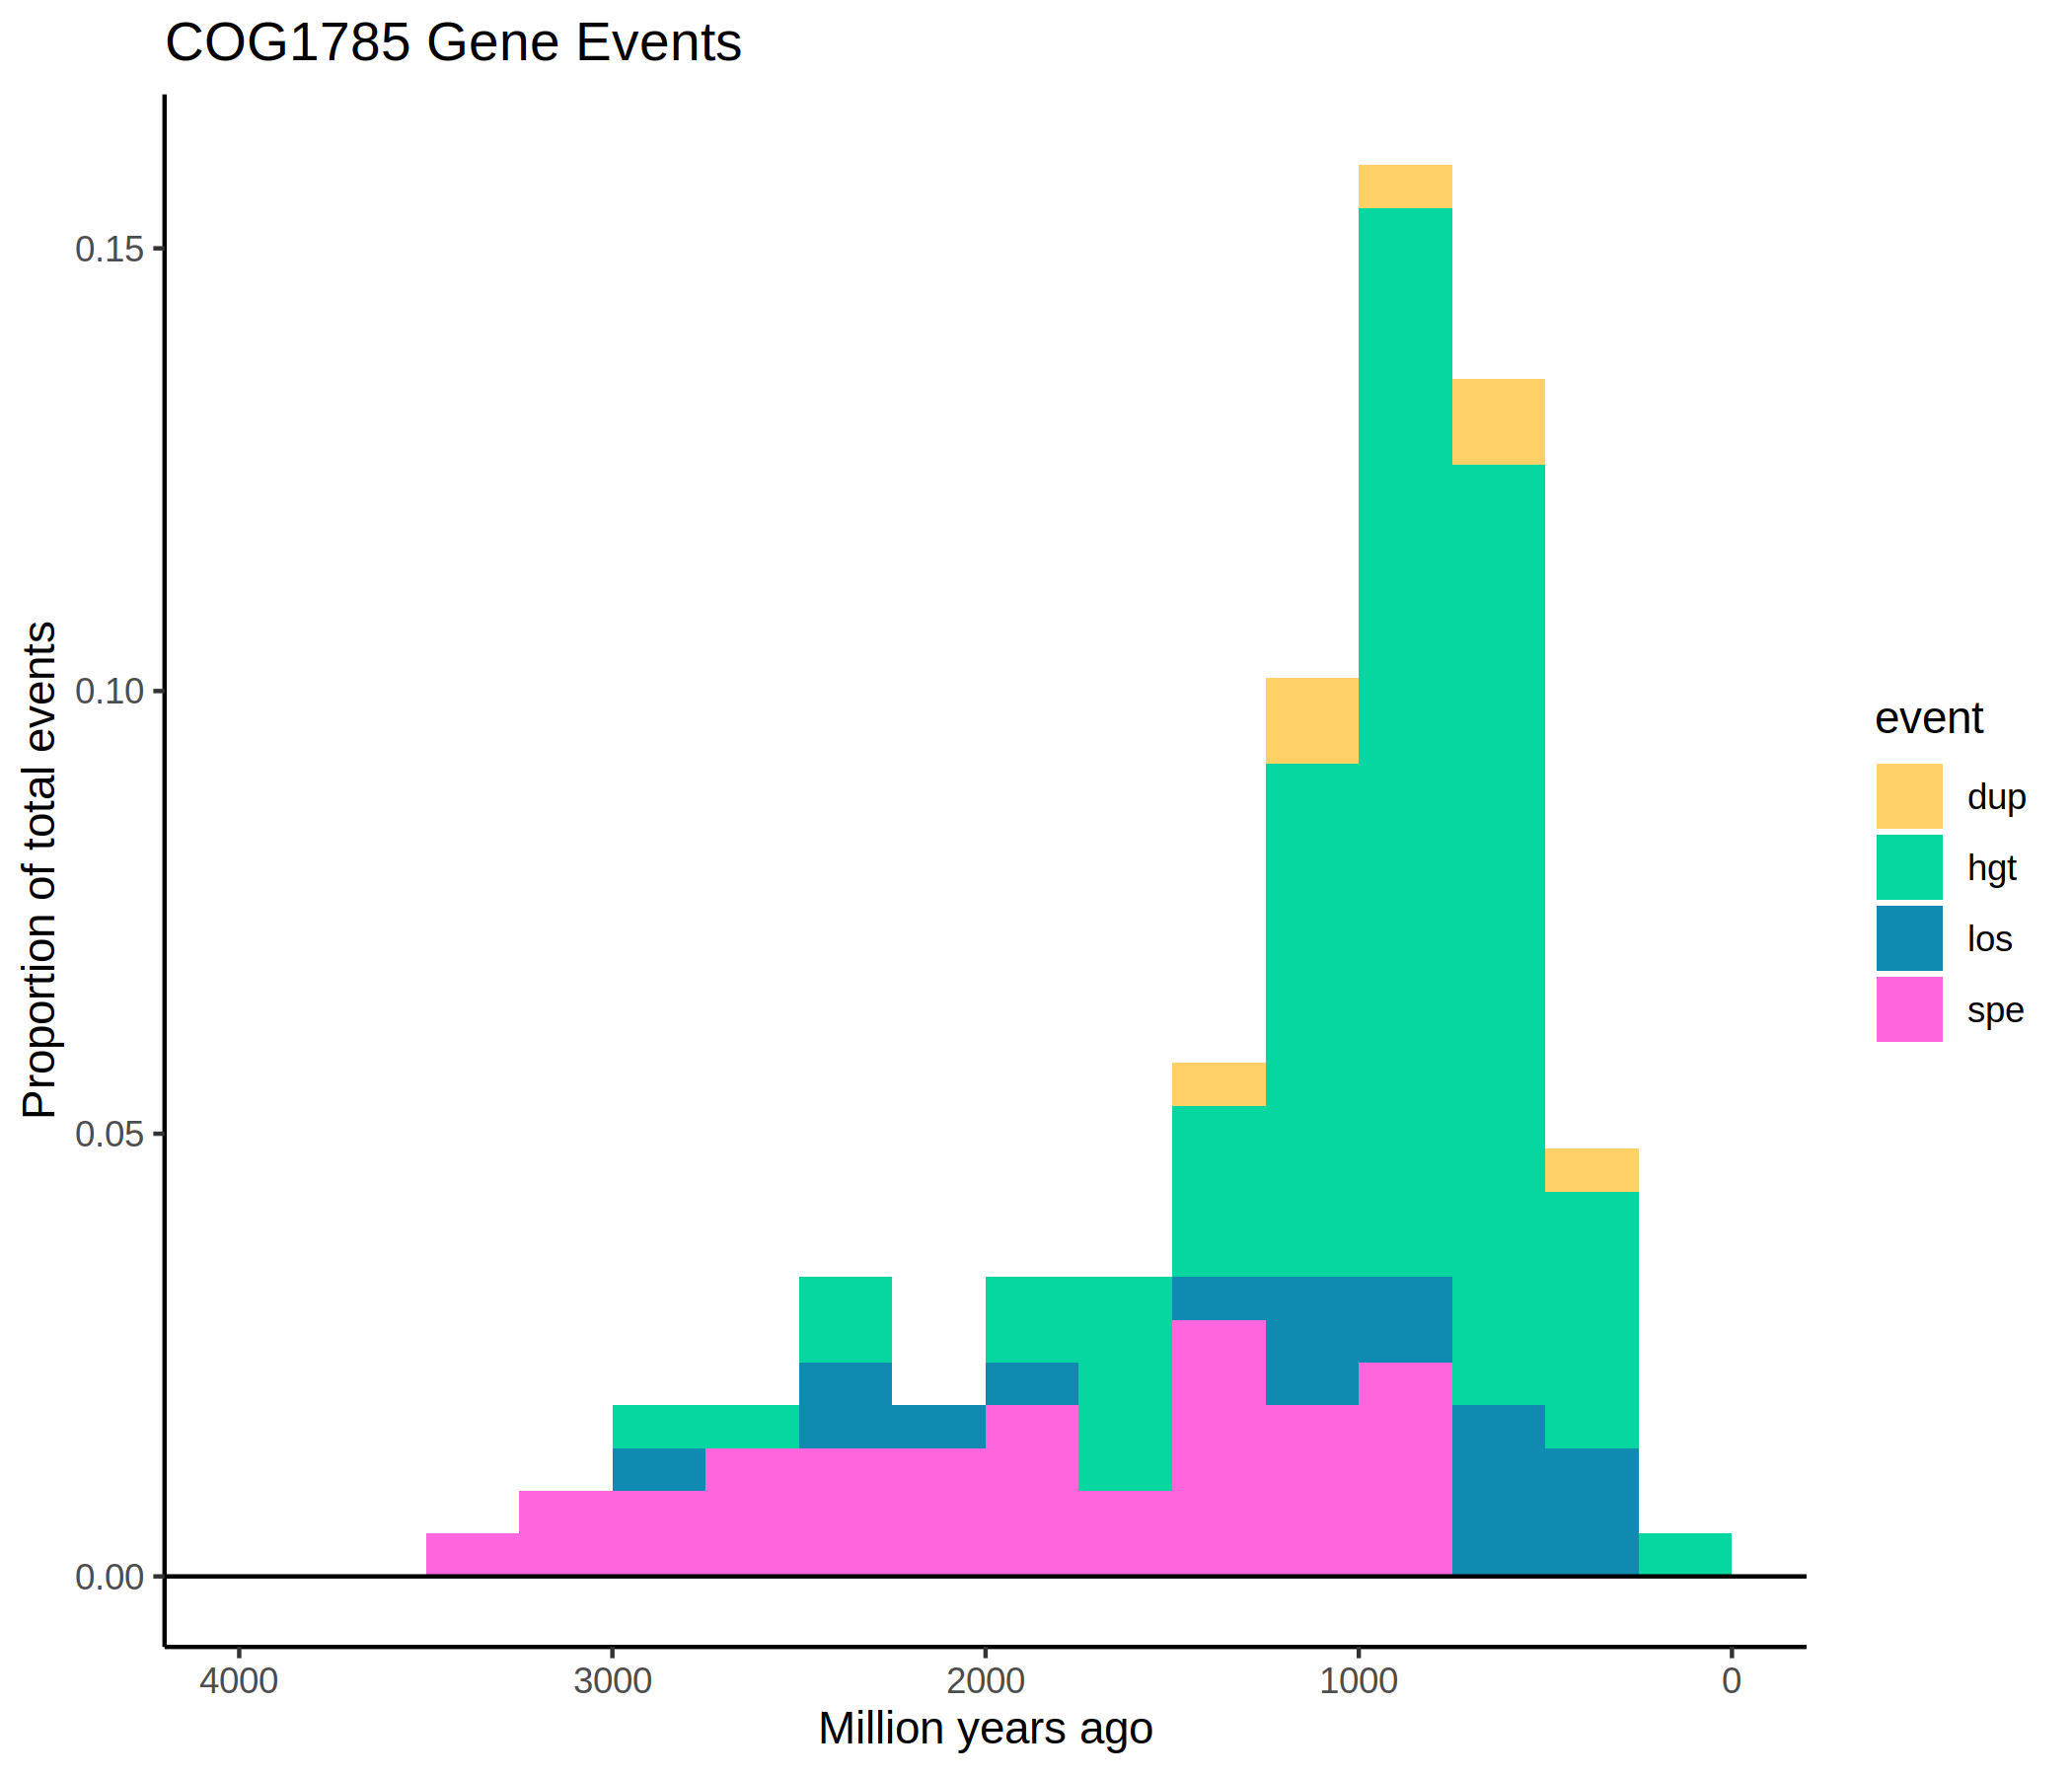 COG1785 Gene Events
Proportion of total events
0.15
0.10
0.05
0.00
4000 3000 2000 1000 0
Million years ago
event
dup
hgt
los
spe